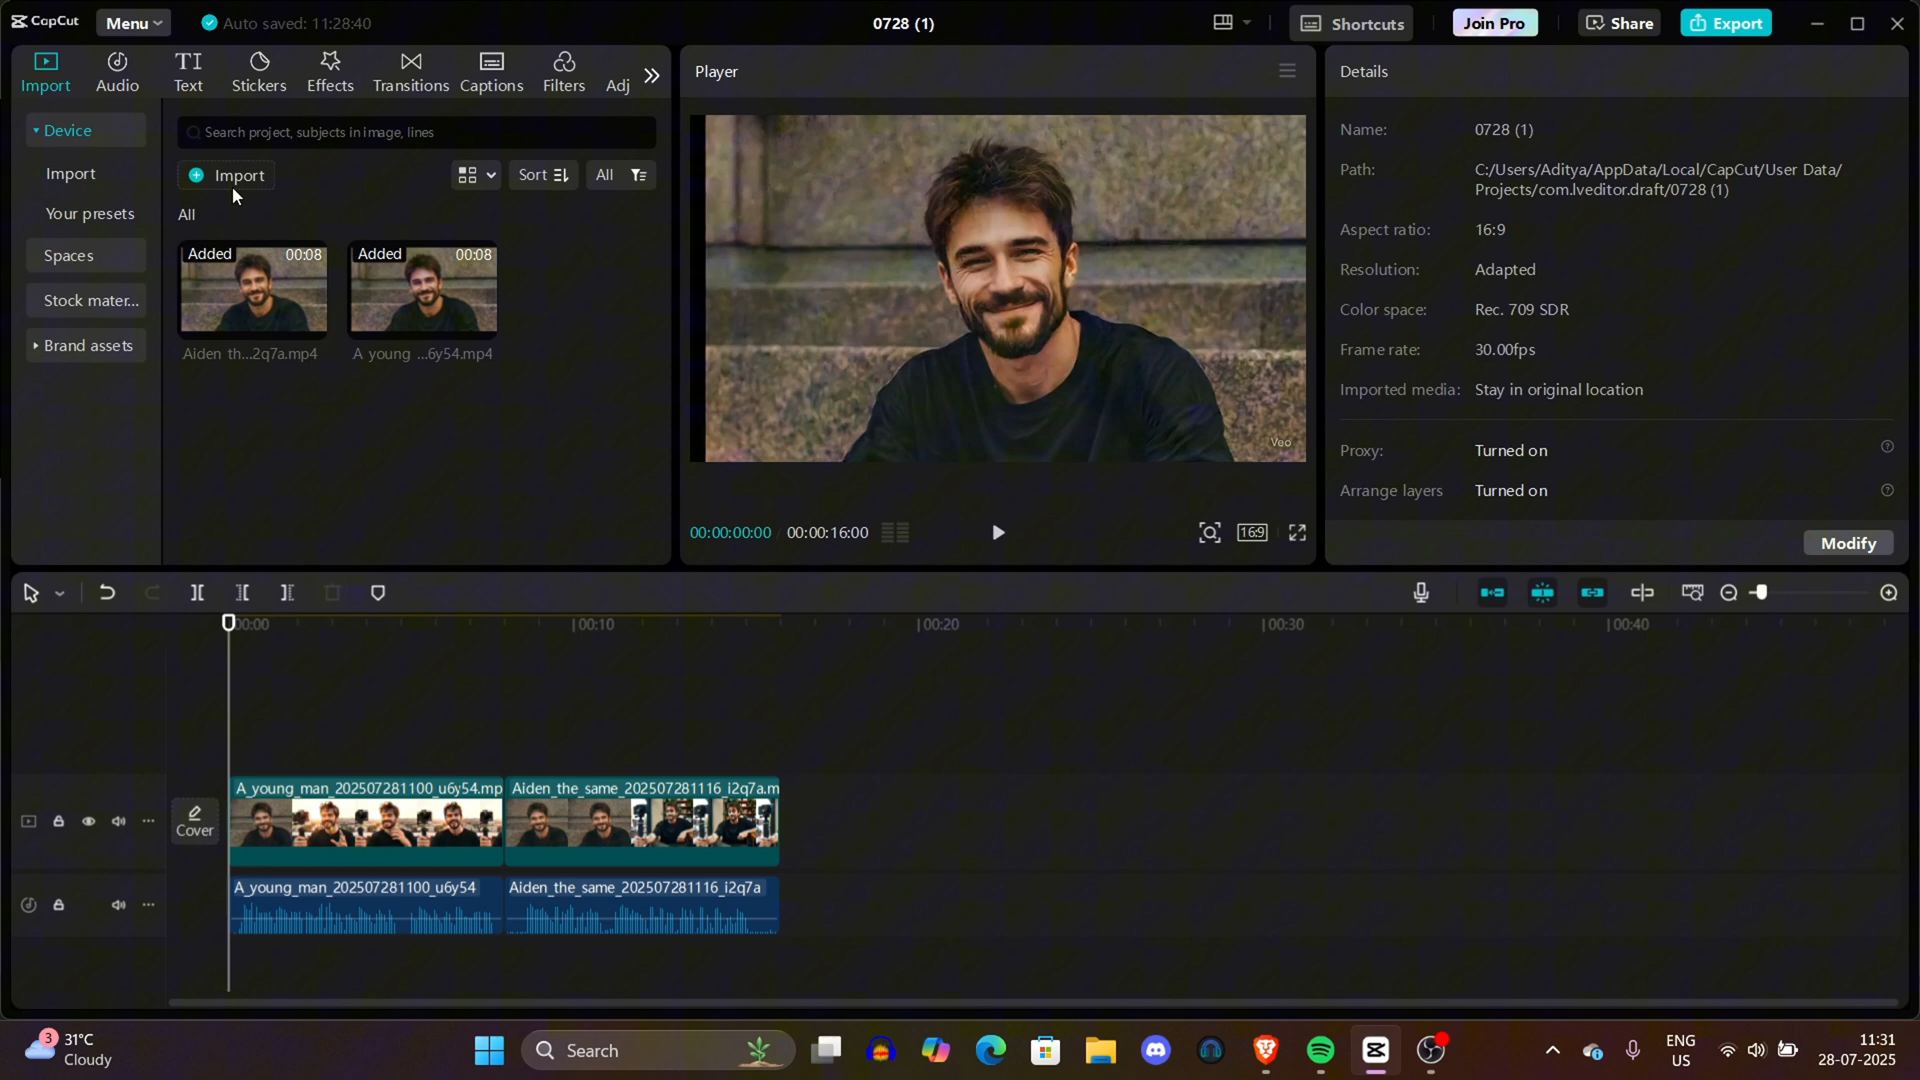 CapCut
Menu
Auto saved: 11:28:40
0728 (1)
Shortcuts
Join Pro
Share
Export
Import
Audio
TI
Text
Stickers
Effects
Transitions
Captions
Filters
Adj
Device
Import
Your presets
Spaces
Stock mater...
Brand assets
Search project, subjects in image, lines
Import
Sort
All
All
Added 00:08
Added 00:08
Aiden th...2q7a.mp4
A young ...6y54.mp4
Player
Veo
00:00:00:00 00:00:16:00
16:9
Details
Name: 0728 (1)
Path: C:/Users/Aditya/AppData/Local/CapCut/User Data/
Projects/com.lveditor.draft/0728 (1)
Aspect ratio: 16:9
Resolution: Adapted
Color space: Rec. 709 SDR
Frame rate: 30.00fps
Imported media: Stay in original location
Proxy: Turned on
Arrange layers Turned on
Modify
00:00 00:10 00:20 00:30 00:40
Cover
A_young_man_202507281100_u6y54.mp
Aiden_the_same_202507281116_i2q7a.m
A_young_man_202507281100_u6y54
Aiden_the_same_202507281116_i2q7a
3
31°C
Cloudy
Search
ENG
US
11:31
28-07-2025